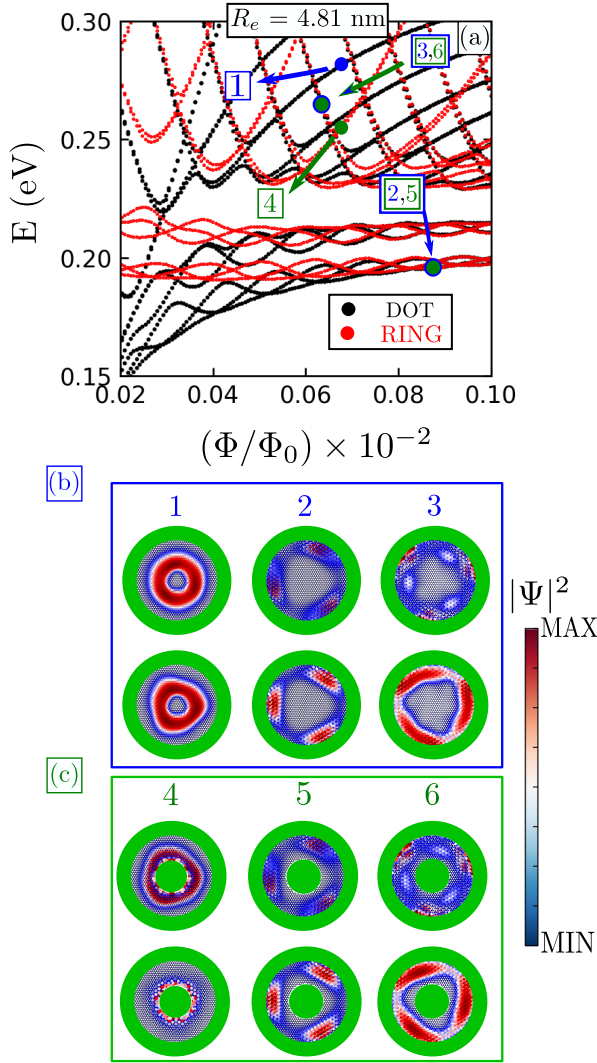 R_e = 4.81 nm
(a)
0.30
0.25
0.20
0.15
E (eV)
1
3,6
4
2,5
DOT
RING
0.02 0.04 0.06 0.08 0.10
(Φ/Φ₀) × 10⁻²
(b)
1 2 3
|Ψ|²
MAX
MIN
(c)
4 5 6